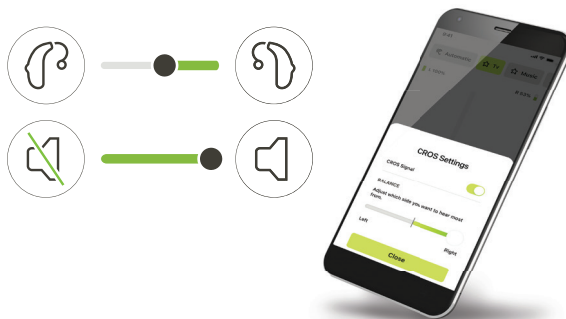 Automatic
Tv
Music
CROS Settings
CROS Signal
BALANCE
Adjust which side you want to hear most
from.
Left
Right
Close